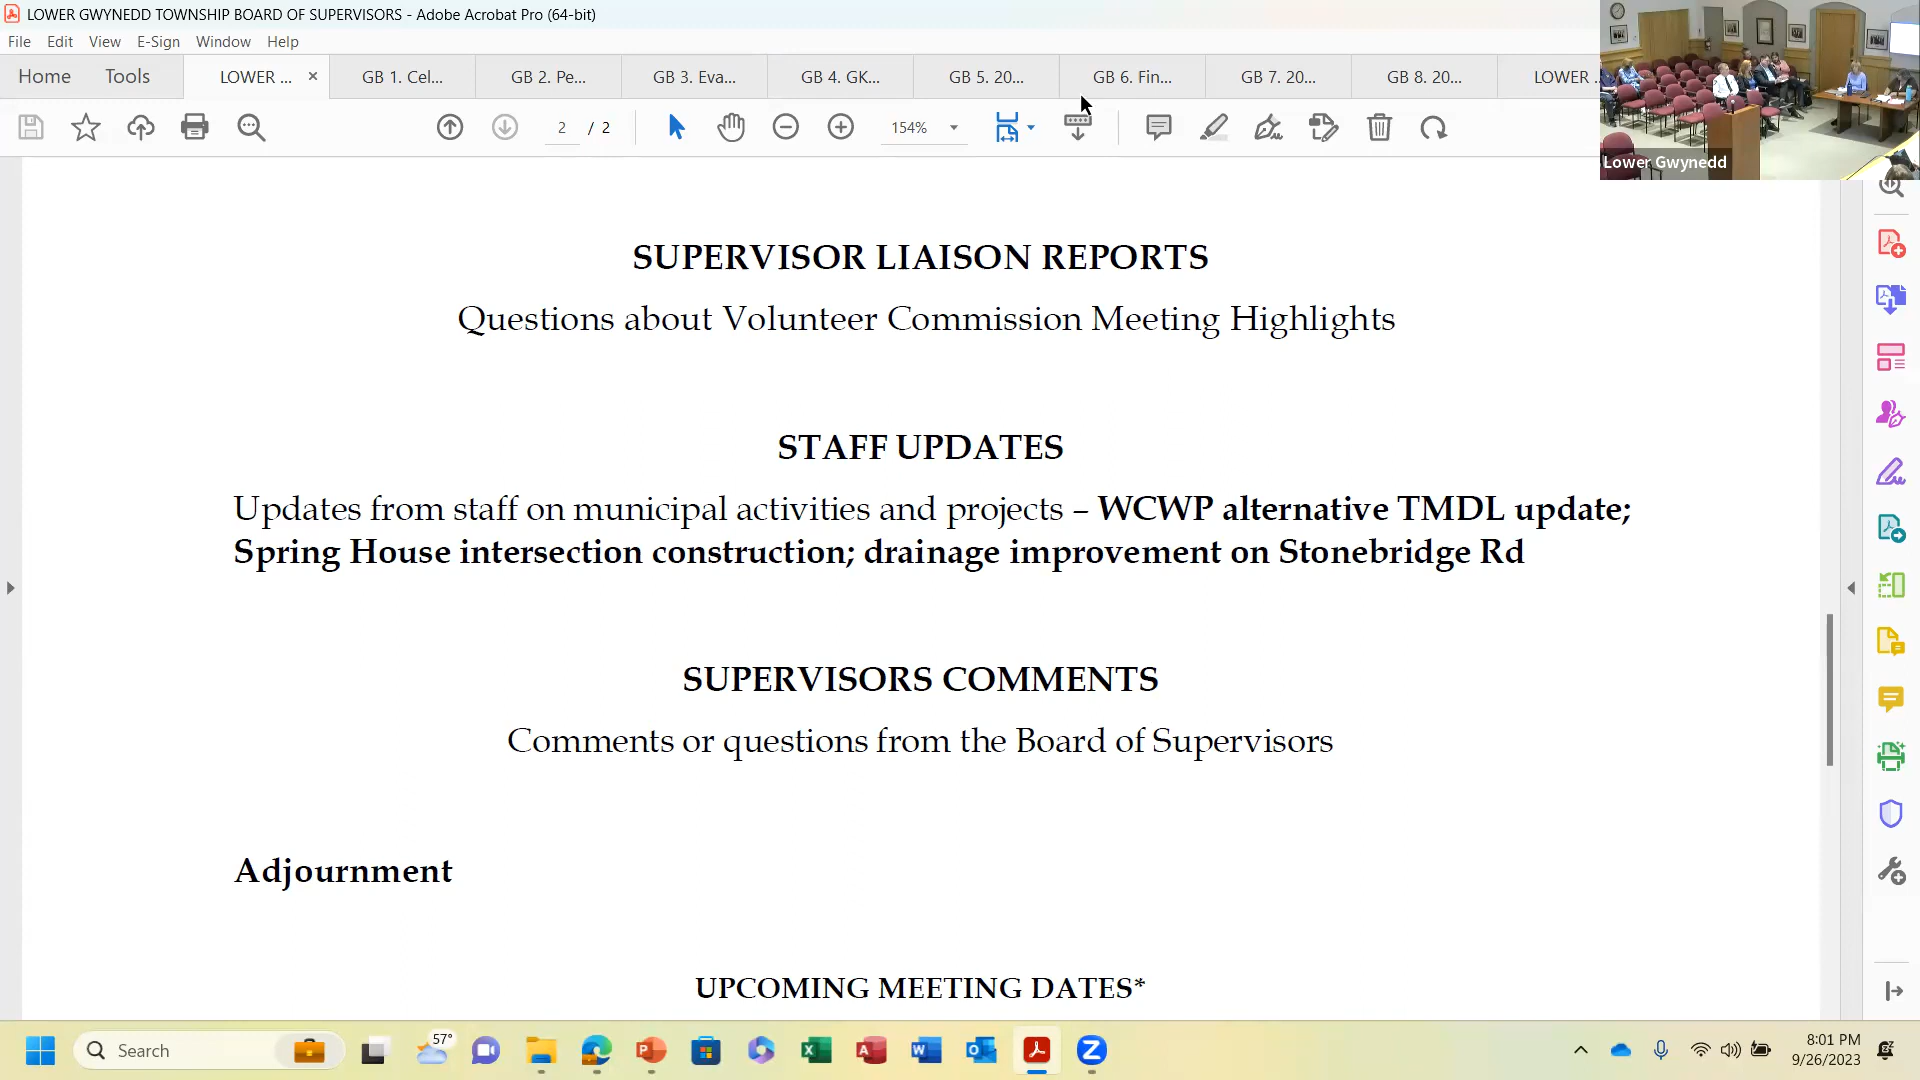 LOWER GWYNEDD TOWNSHIP BOARD OF SUPERVISORS - Adobe Acrobat Pro (64-bit)
File Edit View E-Sign Window Help
Home Tools LOWER ... × GB 1. Cel... GB 2. Pe... GB 3. Eva... GB 4. GK... GB 5. 20... GB 6. Fin... GB 7. 20... GB 8. 20... LOWER
2 / 2 154%
Lower Gwynedd
SUPERVISOR LIAISON REPORTS
Questions about Volunteer Commission Meeting Highlights
STAFF UPDATES
Updates from staff on municipal activities and projects – WCWP alternative TMDL update;
Spring House intersection construction; drainage improvement on Stonebridge Rd
SUPERVISORS COMMENTS
Comments or questions from the Board of Supervisors
Adjournment
UPCOMING MEETING DATES*
Search
57°
8:01 PM
9/26/2023